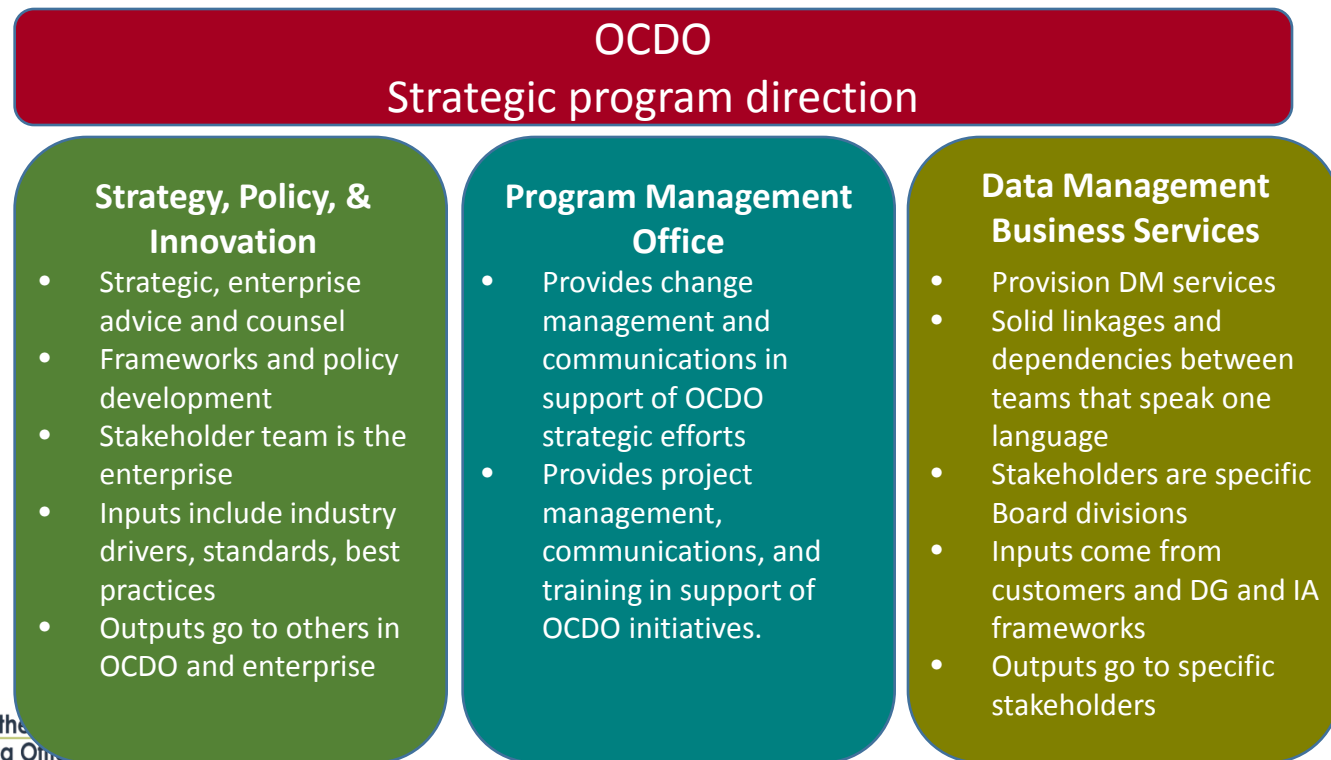 OCDO
Strategic program direction
Strategy, Policy, &
Innovation
• Strategic, enterprise
advice and counsel
• Frameworks and policy
development
• Stakeholder team is the
enterprise
• Inputs include industry
drivers, standards, best
practices
• Outputs go to others in
OCDO and enterprise
Program Management
Office
• Provides change
management and
communications in
support of OCDO
strategic efforts
• Provides project
management,
communications, and
training in support of
OCDO initiatives.
Data Management
Business Services
• Provision DM services
• Solid linkages and
dependencies between
teams that speak one
language
• Stakeholders are specific
Board divisions
• Inputs come from
customers and DG and IA
frameworks
• Outputs go to specific
stakeholders
the